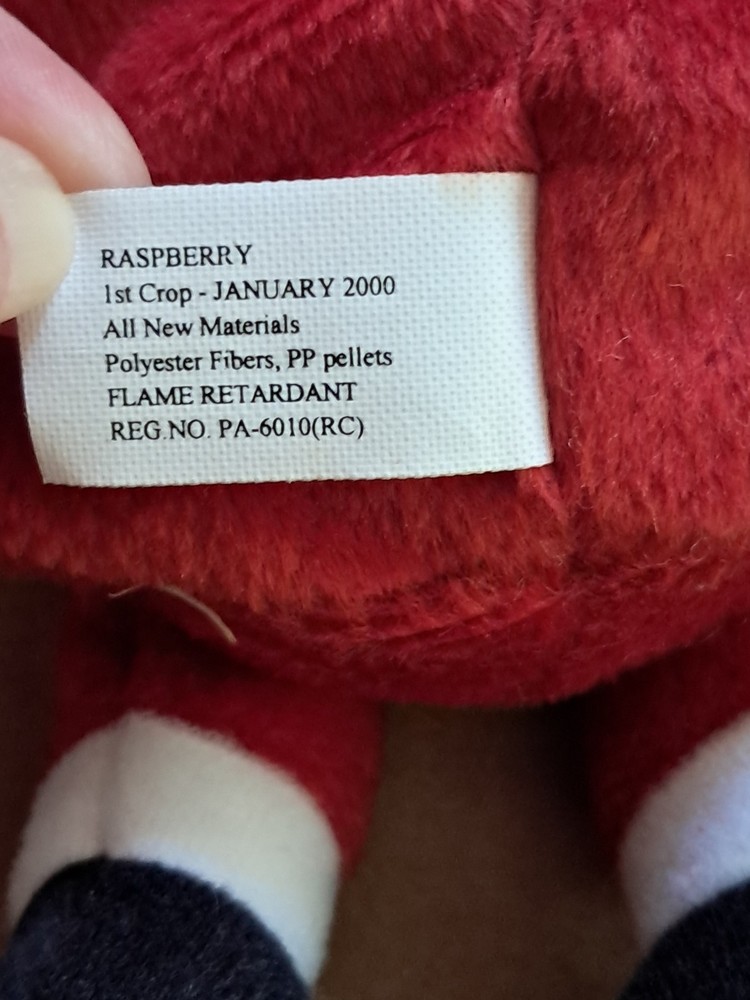 RASPBERRY
1st Crop - JANUARY 2000
All New Materials
Polyester Fibers, PP pellets
FLAME RETARDANT
REG.NO. PA-6010(RC)